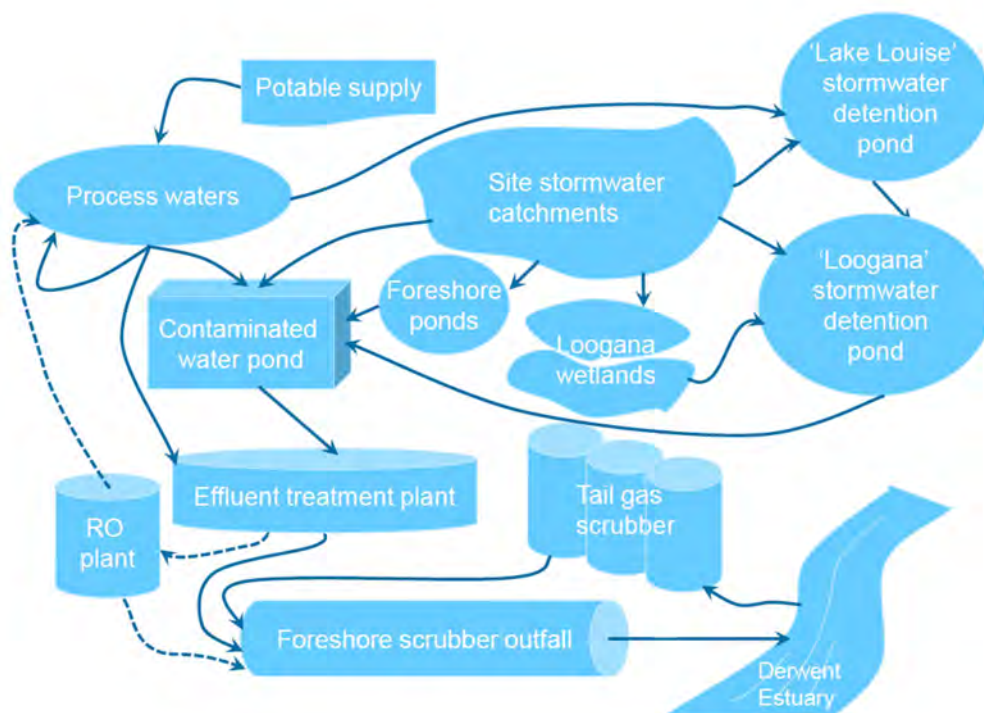 Potable supply
'Lake Louise'
stormwater
detention
pond
Process waters
Site stormwater
catchments
'Loogana'
stormwater
detention
pond
Foreshore
ponds
Contaminated
water pond
Loogana
wetlands
Effluent treatment plant
Tail gas
scrubber
RO
plant
Foreshore scrubber outfall
Derwent
Estuary